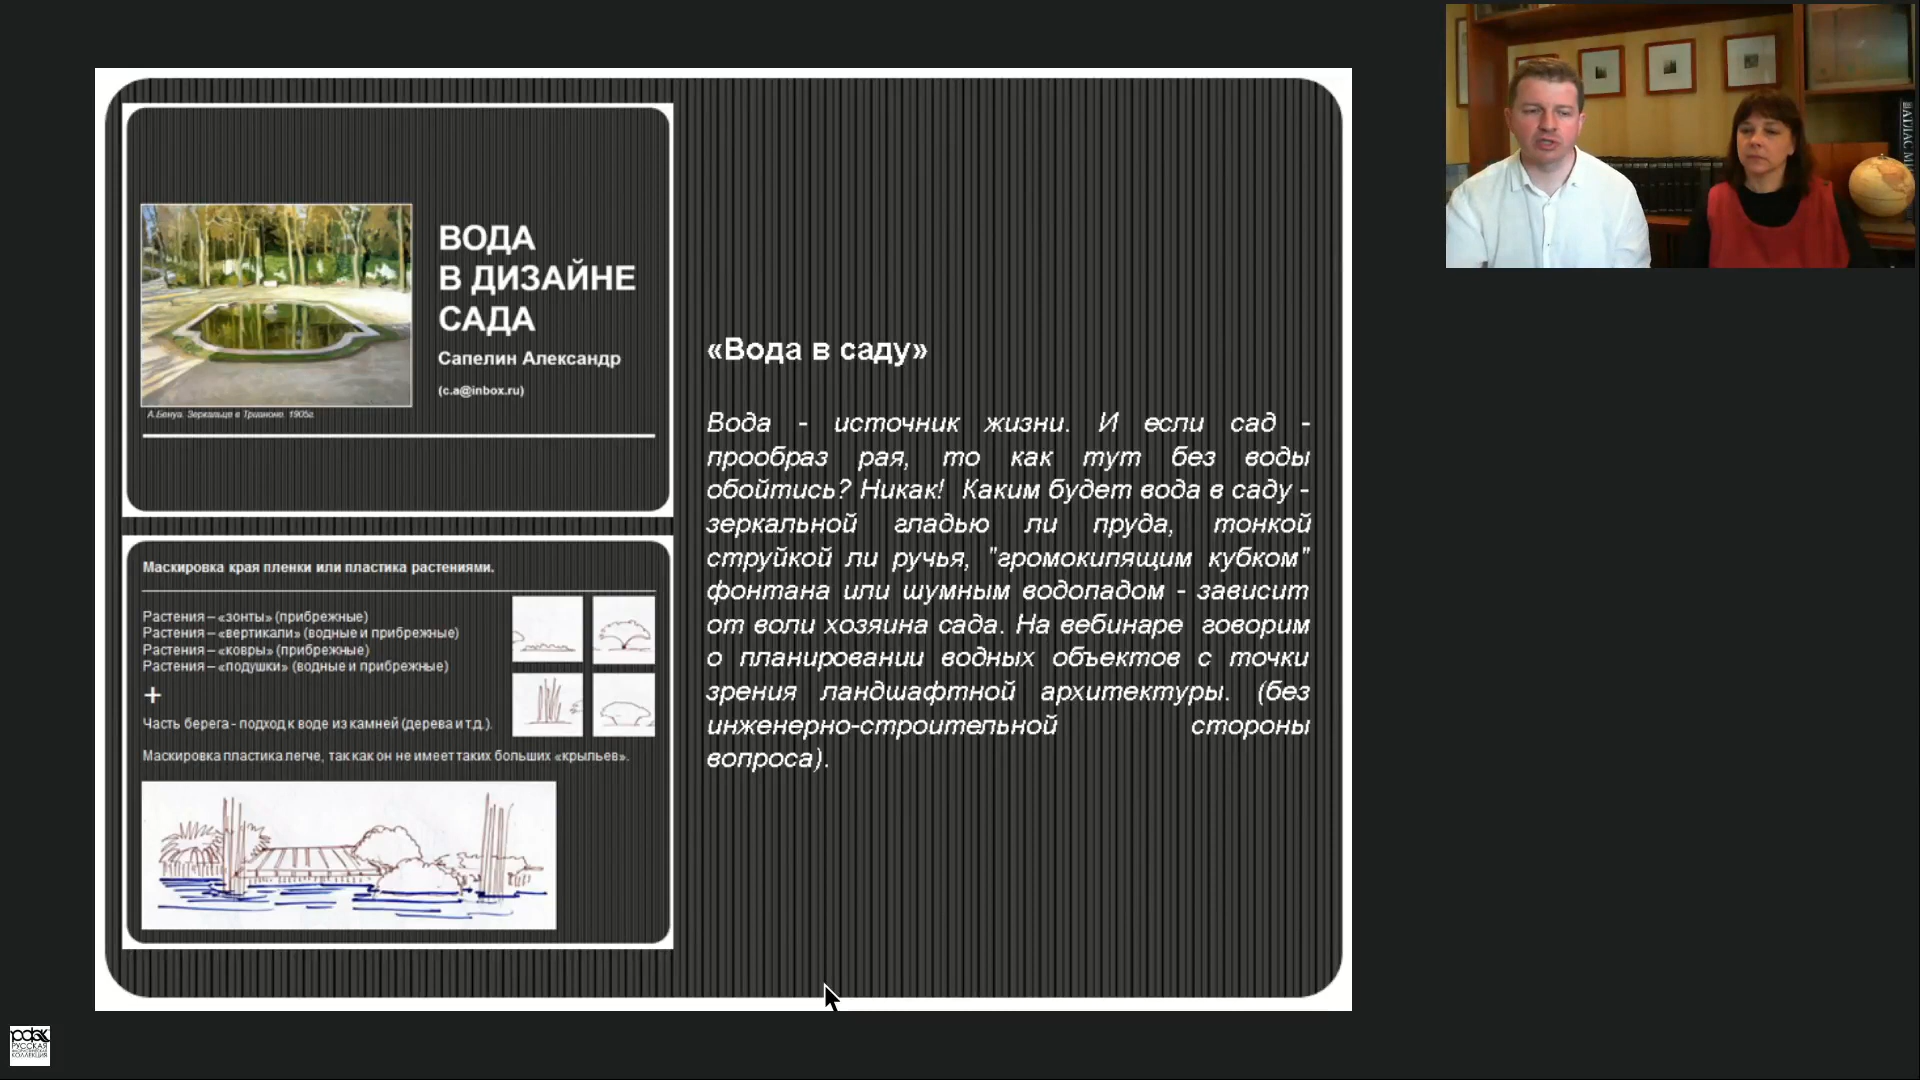 ВОДА
В ДИЗАЙНЕ
САДА
Сапелин Александр
(c.a@inbox.ru)
А.Бенуа. Зеркальце в Трианоне. 1905г.
Маскировка края пленки или пластика растениями.
Растения – «зонты» (прибрежные)
Растения – «вертикали» (водные и прибрежные)
Растения – «ковры» (прибрежные)
Растения – «подушки» (водные и прибрежные)
+
Часть берега - подход к воде из камней (дерева и т.д.).
Маскировка пластика легче, так как он не имеет таких больших «крыльев».
«Вода в саду»
Вода - источник жизни. И если сад -
прообраз рая, то как тут без воды
обойтись? Никак! Каким будет вода в саду -
зеркальной гладью ли пруда, тонкой
струйкой ли ручья, "громокипящим кубком"
фонтана или шумным водопадом - зависит
от воли хозяина сада. На вебинаре говорим
о планировании водных объектов с точки
зрения ландшафтной архитектуры. (без
инженерно-строительной стороны
вопроса).
АТЛАС
РУССКАЯ
КОЛЛЕКЦИЯ